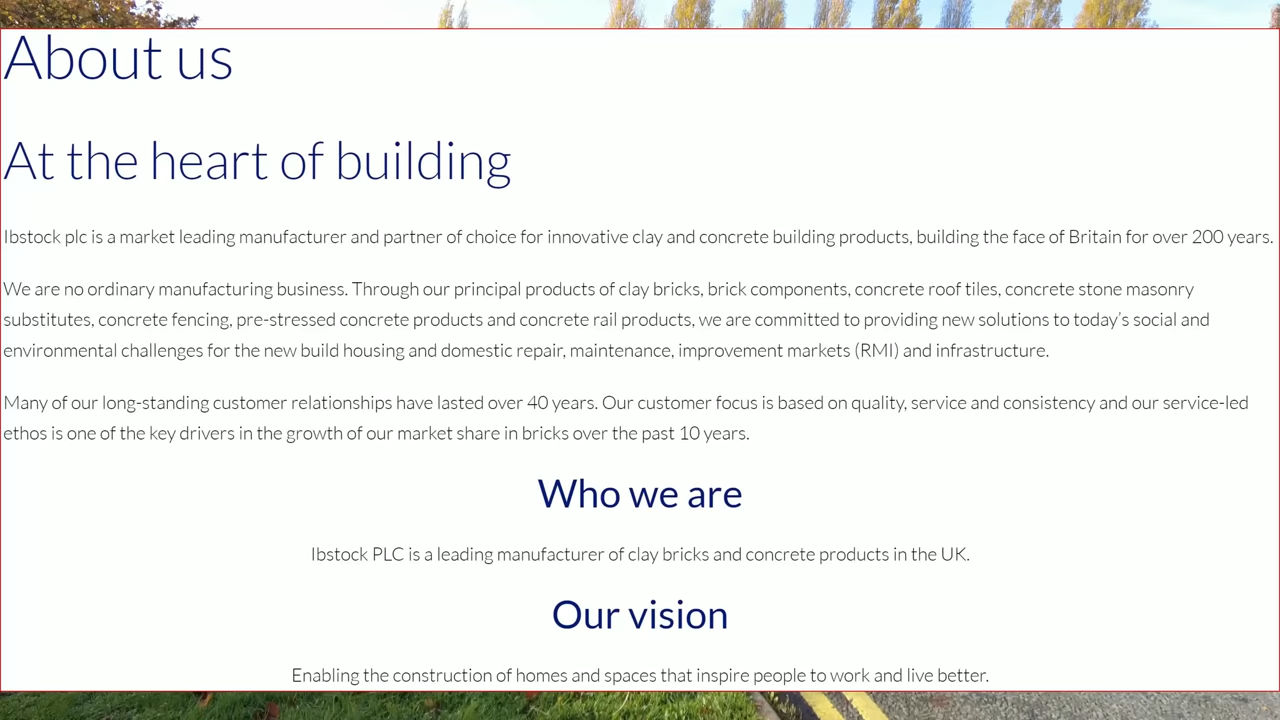 About us
At the heart of building
Ibstock plc is a market leading manufacturer and partner of choice for innovative clay and concrete building products, building the face of Britain for over 200 years.
We are no ordinary manufacturing business. Through our principal products of clay bricks, brick components, concrete roof tiles, concrete stone masonry
substitutes, concrete fencing, pre-stressed concrete products and concrete rail products, we are committed to providing new solutions to today's social and
environmental challenges for the new build housing and domestic repair, maintenance, improvement markets (RMI) and infrastructure.
Many of our long-standing customer relationships have lasted over 40 years. Our customer focus is based on quality, service and consistency and our service-led
ethos is one of the key drivers in the growth of our market share in bricks over the past 10 years.
Who we are
Ibstock PLC is a leading manufacturer of clay bricks and concrete products in the UK.
Our vision
Enabling the construction of homes and spaces that inspire people to work and live better.